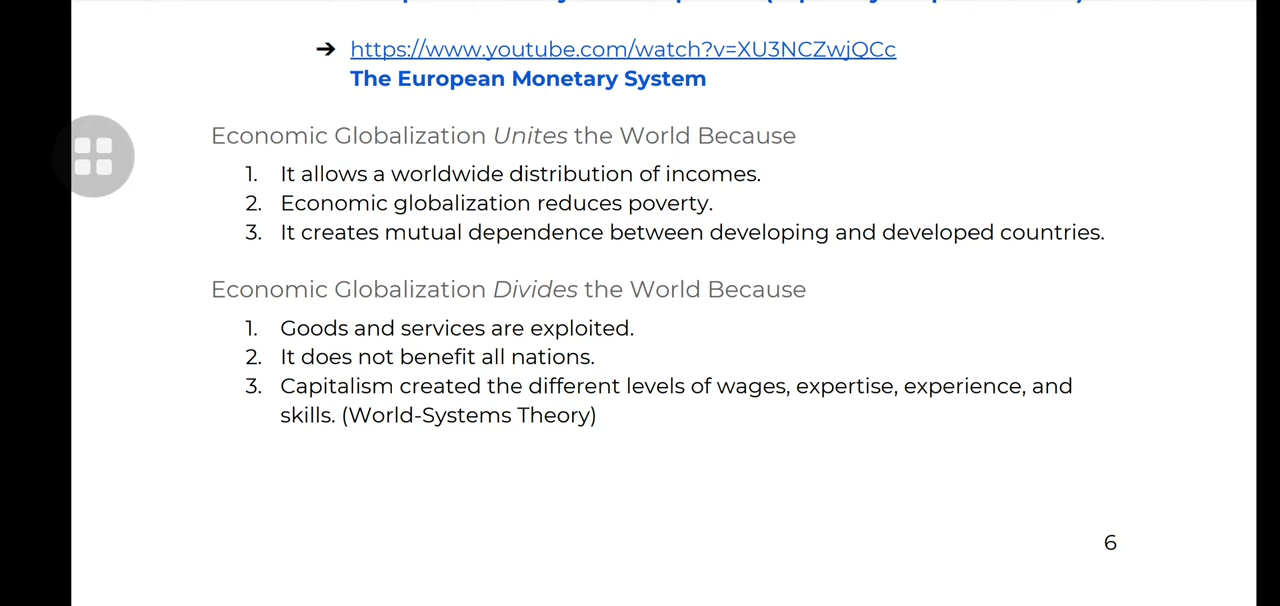 ➔ https://www.youtube.com/watch?v=XU3NCZwjQCc
The European Monetary System
Economic Globalization Unites the World Because
1. It allows a worldwide distribution of incomes.
2. Economic globalization reduces poverty.
3. It creates mutual dependence between developing and developed countries.
Economic Globalization Divides the World Because
1. Goods and services are exploited.
2. It does not benefit all nations.
3. Capitalism created the different levels of wages, expertise, experience, and
skills. (World-Systems Theory)
6